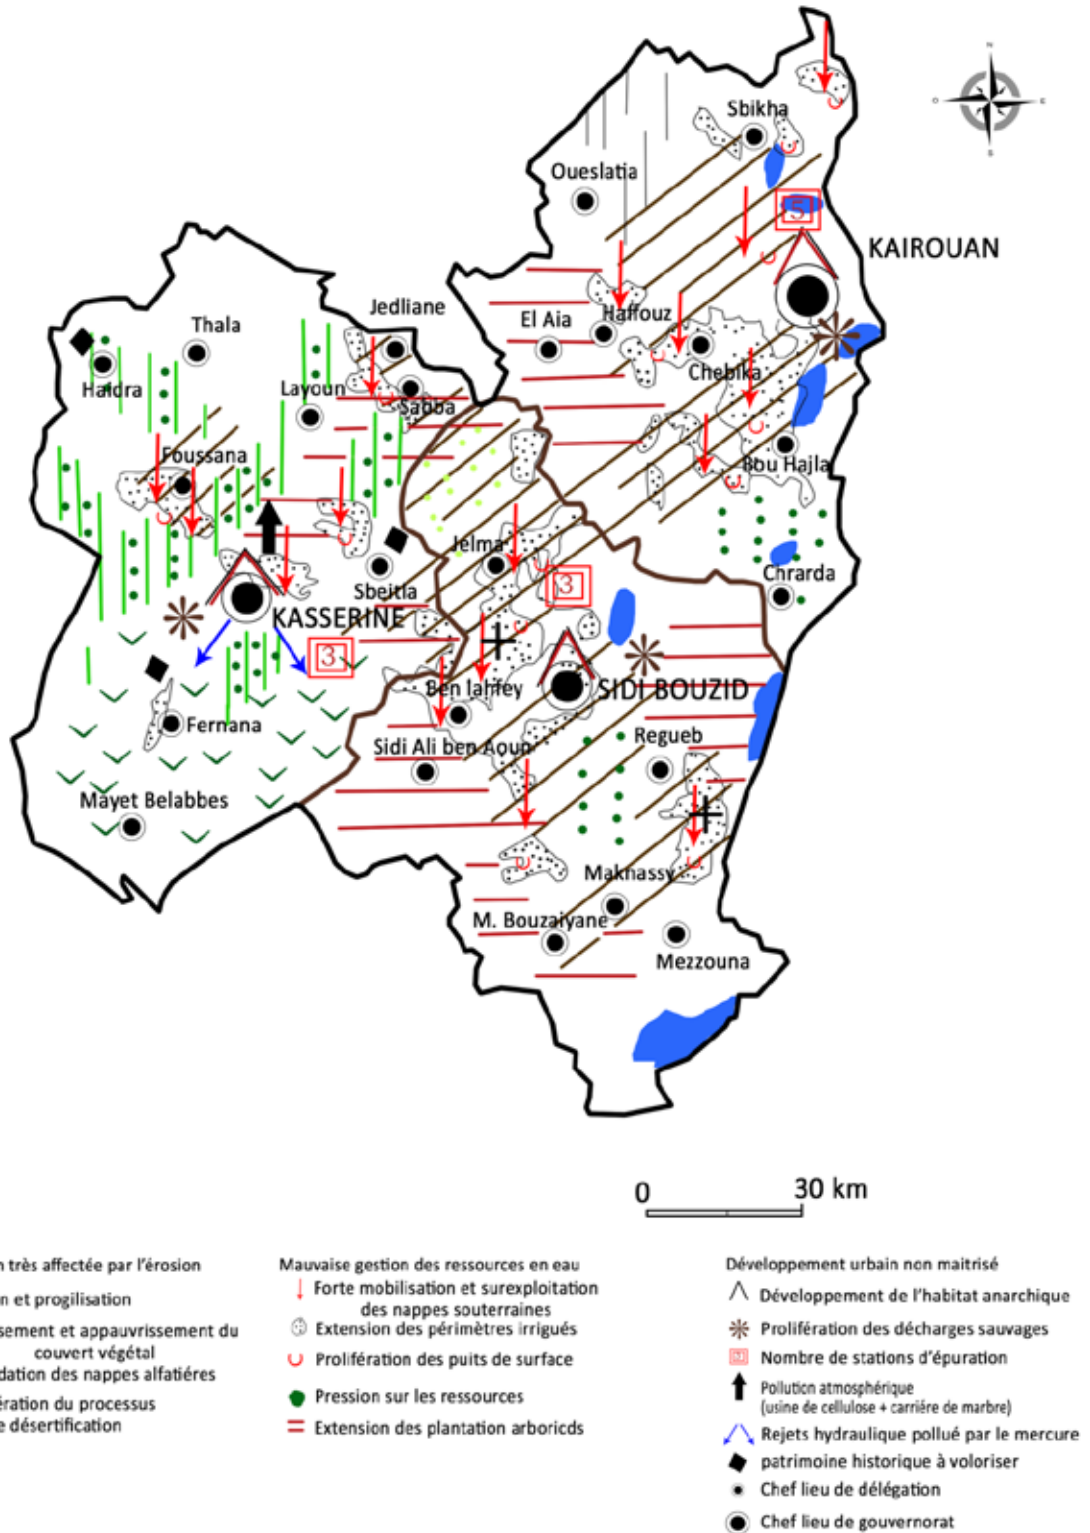 N
O
E
S
Sbikha
Oueslatia
5
KAIROUAN
Jedliane
Thala
El Aia
Haffouz
Chebika
Haidra
Layoun
Sabba
Foussana
Bou Hajla
Jelma
Sbeitla
3
Chrarda
KASSERINE
3
Ben lahfey
SIDI BOUZID
Fernana
Sidi Ali ben Aoun
Regueb
Mayet Belabbes
Maknassy
M. Bouzaiyane
Mezzouna
0
30 km
n très affectée par l'érosion
n et progilisation
sement et appauvrissement du
couvert végétal
dation des nappes alfatiéres
ération du processus
e désertification
Mauvaise gestion des ressources en eau
Forte mobilisation et surexploitation
des nappes souterraines
Extension des périmètres irrigués
Prolifération des puits de surface
Pression sur les ressources
Extension des plantation arboricds
Développement urbain non maitrisé
Développement de l'habitat anarchique
Prolifération des décharges sauvages
Nombre de stations d'épuration
Pollution atmosphérique
(usine de cellulose + carriére de marbre)
Rejets hydraulique pollué par le mercure
patrimoine historique à voloriser
Chef lieu de délégation
Chef lieu de gouvernorat